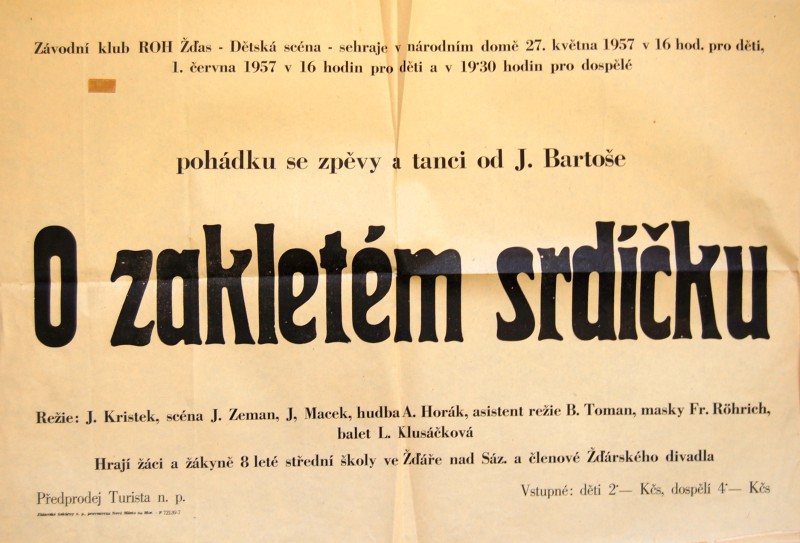 Závodní klub ROH Žďas - Dětská scéna - sehraje v národním domě 27. května 1957 v 16 hod. pro děti,
1. června 1957 v 16 hodin pro děti a v 19·30 hodin pro dospělé
pohádku se zpěvy a tanci od J. Bartoše
O zakletém srdíčku
Režie: J. Kristek, scéna J. Zeman, J, Macek, hudba A. Horák, asistent režie B. Toman, masky Fr. Röhrich,
balet L. Klusáčková
Hrají žáci a žákyně 8 leté střední školy ve Žďáře nad Sáz. a členové Žďárského divadla
Předprodej Turista n. p.
Vstupné: děti 2·— Kčs, dospělí 4·— Kčs